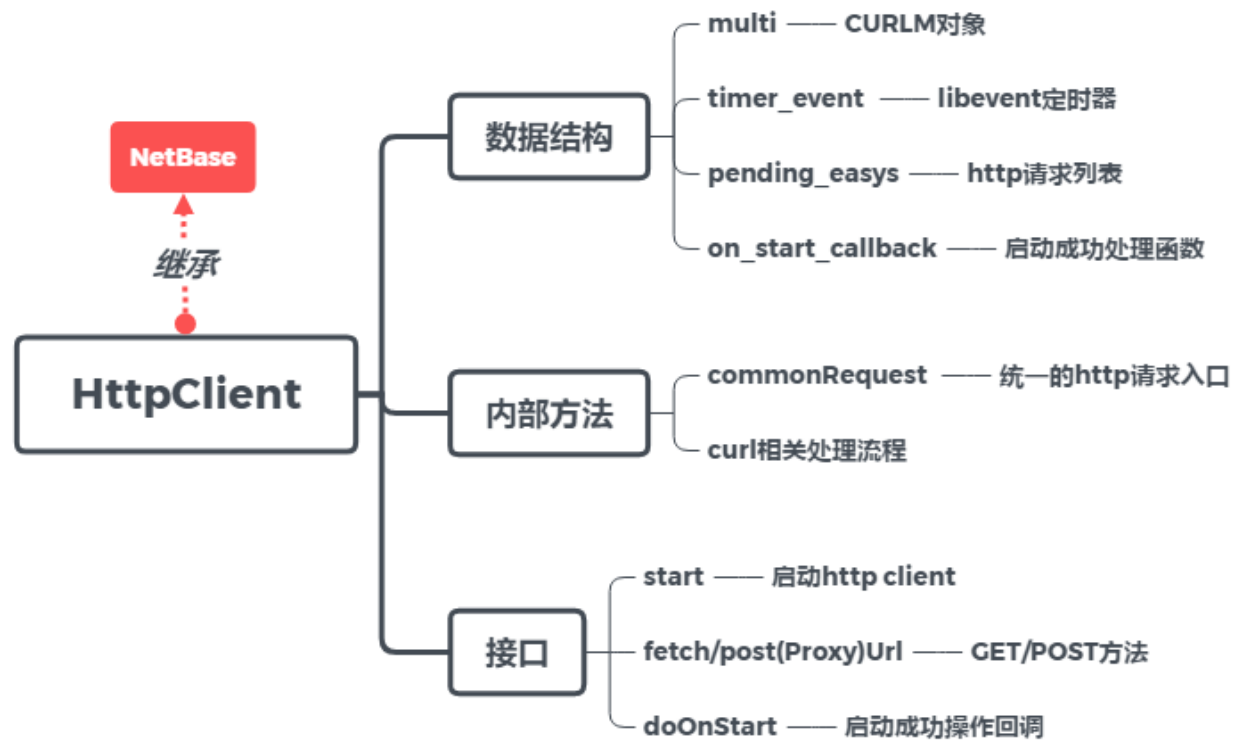 NetBase
继承
HttpClient
数据结构
multi —— CURLM对象
timer_event —— libevent定时器
pending_easys —— http请求列表
on_start_callback —— 启动成功处理函数
内部方法
commonRequest —— 统一的http请求入口
curl相关处理流程
接口
start —— 启动http client
fetch/post(Proxy)Url —— GET/POST方法
doOnStart —— 启动成功操作回调